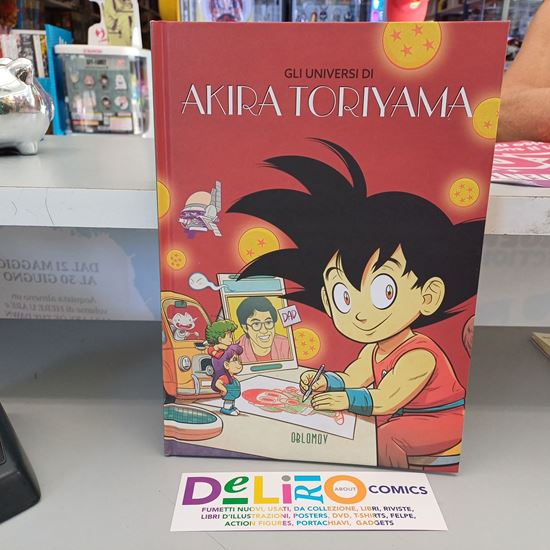 GLI UNIVERSI DI
AKIRA TORIYAMA
DAD
OBLOMOV
DELIRIO ABOUT COMICS
FUMETTI NUOVI, USATI, DA COLLEZIONE, LIBRI, RIVISTE,
LIBRI D'ILLUSTRAZIONI, POSTERS, DVD, T-SHIRTS, FELPE,
ACTION FIGURES, PORTACHIAVI, GADGETS
DAL 21 MAGGIO
AL 30 GIUGNO